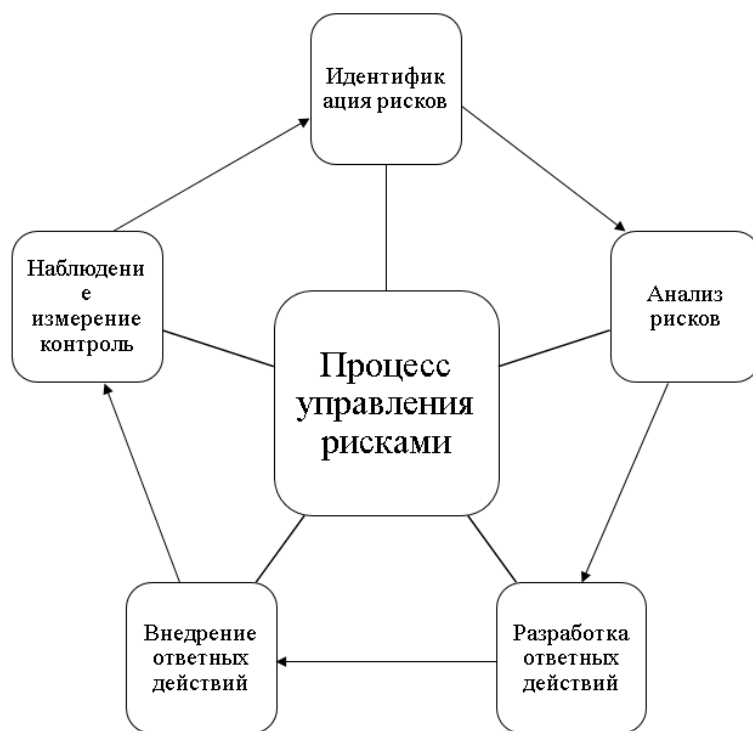 Идентифик
ация рисков
Анализ
рисков
Разработка
ответных
действий
Внедрение
ответных
действий
Наблюдени
е
измерение
контроль
Процесс
управления
рисками